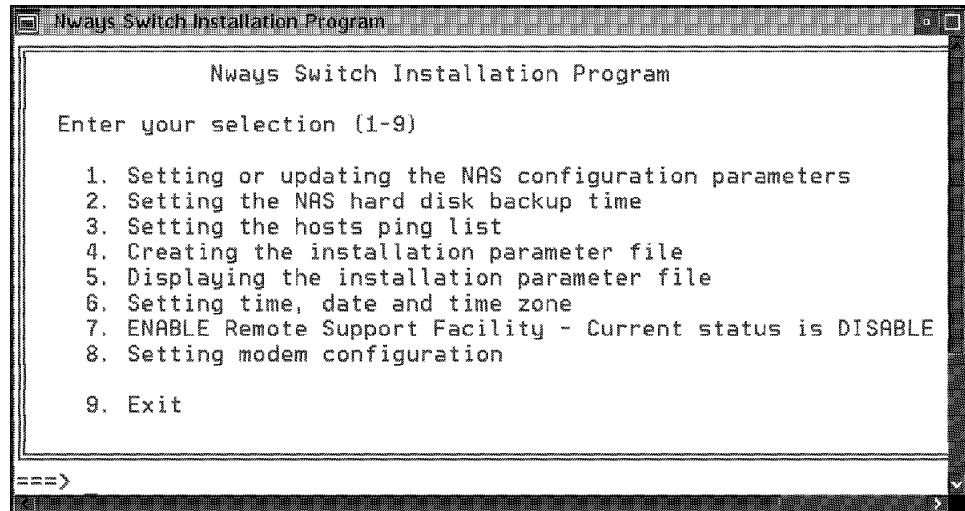 Nways Switch Installation Program
Nways Switch Installation Program
Enter your selection (1-9)
1. Setting or updating the NAS configuration parameters
2. Setting the NAS hard disk backup time
3. Setting the hosts ping list
4. Creating the installation parameter file
5. Displaying the installation parameter file
6. Setting time, date and time zone
7. ENABLE Remote Support Facility - Current status is DISABLE
8. Setting modem configuration
9. Exit
===>